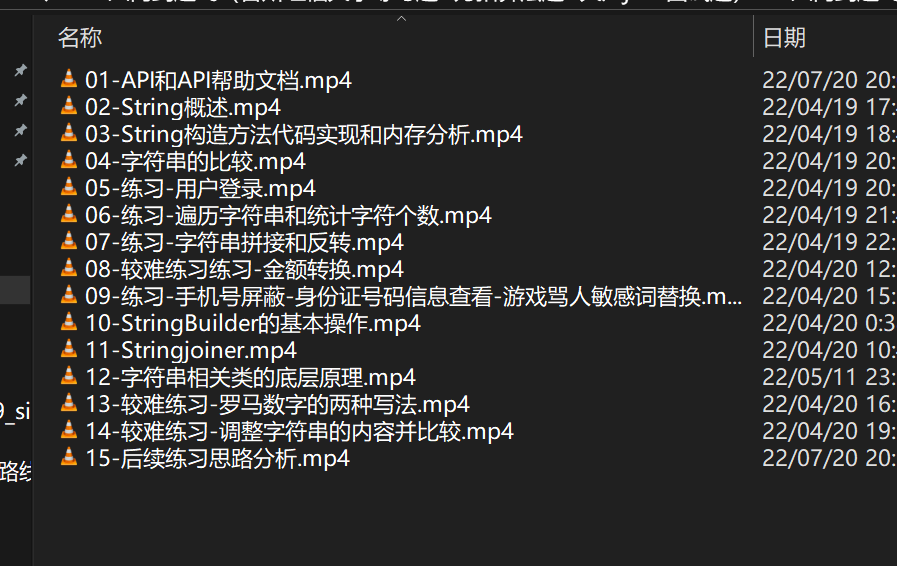 名称 日期
01-API和API帮助文档.mp4 22/07/20 20:
02-String概述.mp4 22/04/19 17:
03-String构造方法代码实现和内存分析.mp4 22/04/19 18:
04-字符串的比较.mp4 22/04/19 20:
05-练习-用户登录.mp4 22/04/19 20:
06-练习-遍历字符串和统计字符个数.mp4 22/04/19 21:
07-练习-字符串拼接和反转.mp4 22/04/19 22:
08-较难练习练习-金额转换.mp4 22/04/20 12:
09-练习-手机号屏蔽-身份证号码信息查看-游戏骂人敏感词替换.m... 22/04/20 15:
10-StringBuilder的基本操作.mp4 22/04/20 0:3
11-Stringjoiner.mp4 22/04/20 10:
12-字符串相关类的底层原理.mp4 22/05/11 23:
13-较难练习-罗马数字的两种写法.mp4 22/04/20 16:
9_si
14-较难练习-调整字符串的内容并比较.mp4 22/04/20 19:
15-后续练习思路分析.mp4 22/07/20 20:
路线